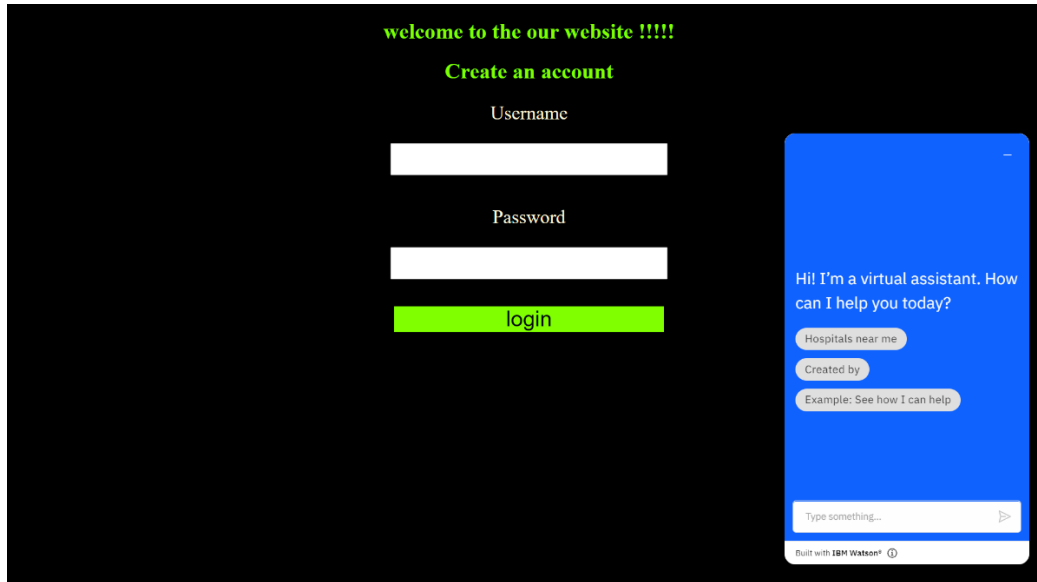 welcome to the our website !!!!!
Create an account
Username
Password
login
Hi! I'm a virtual assistant. How
can I help you today?
Hospitals near me
Created by
Example: See how I can help
Type something...
Built with IBM Watson®